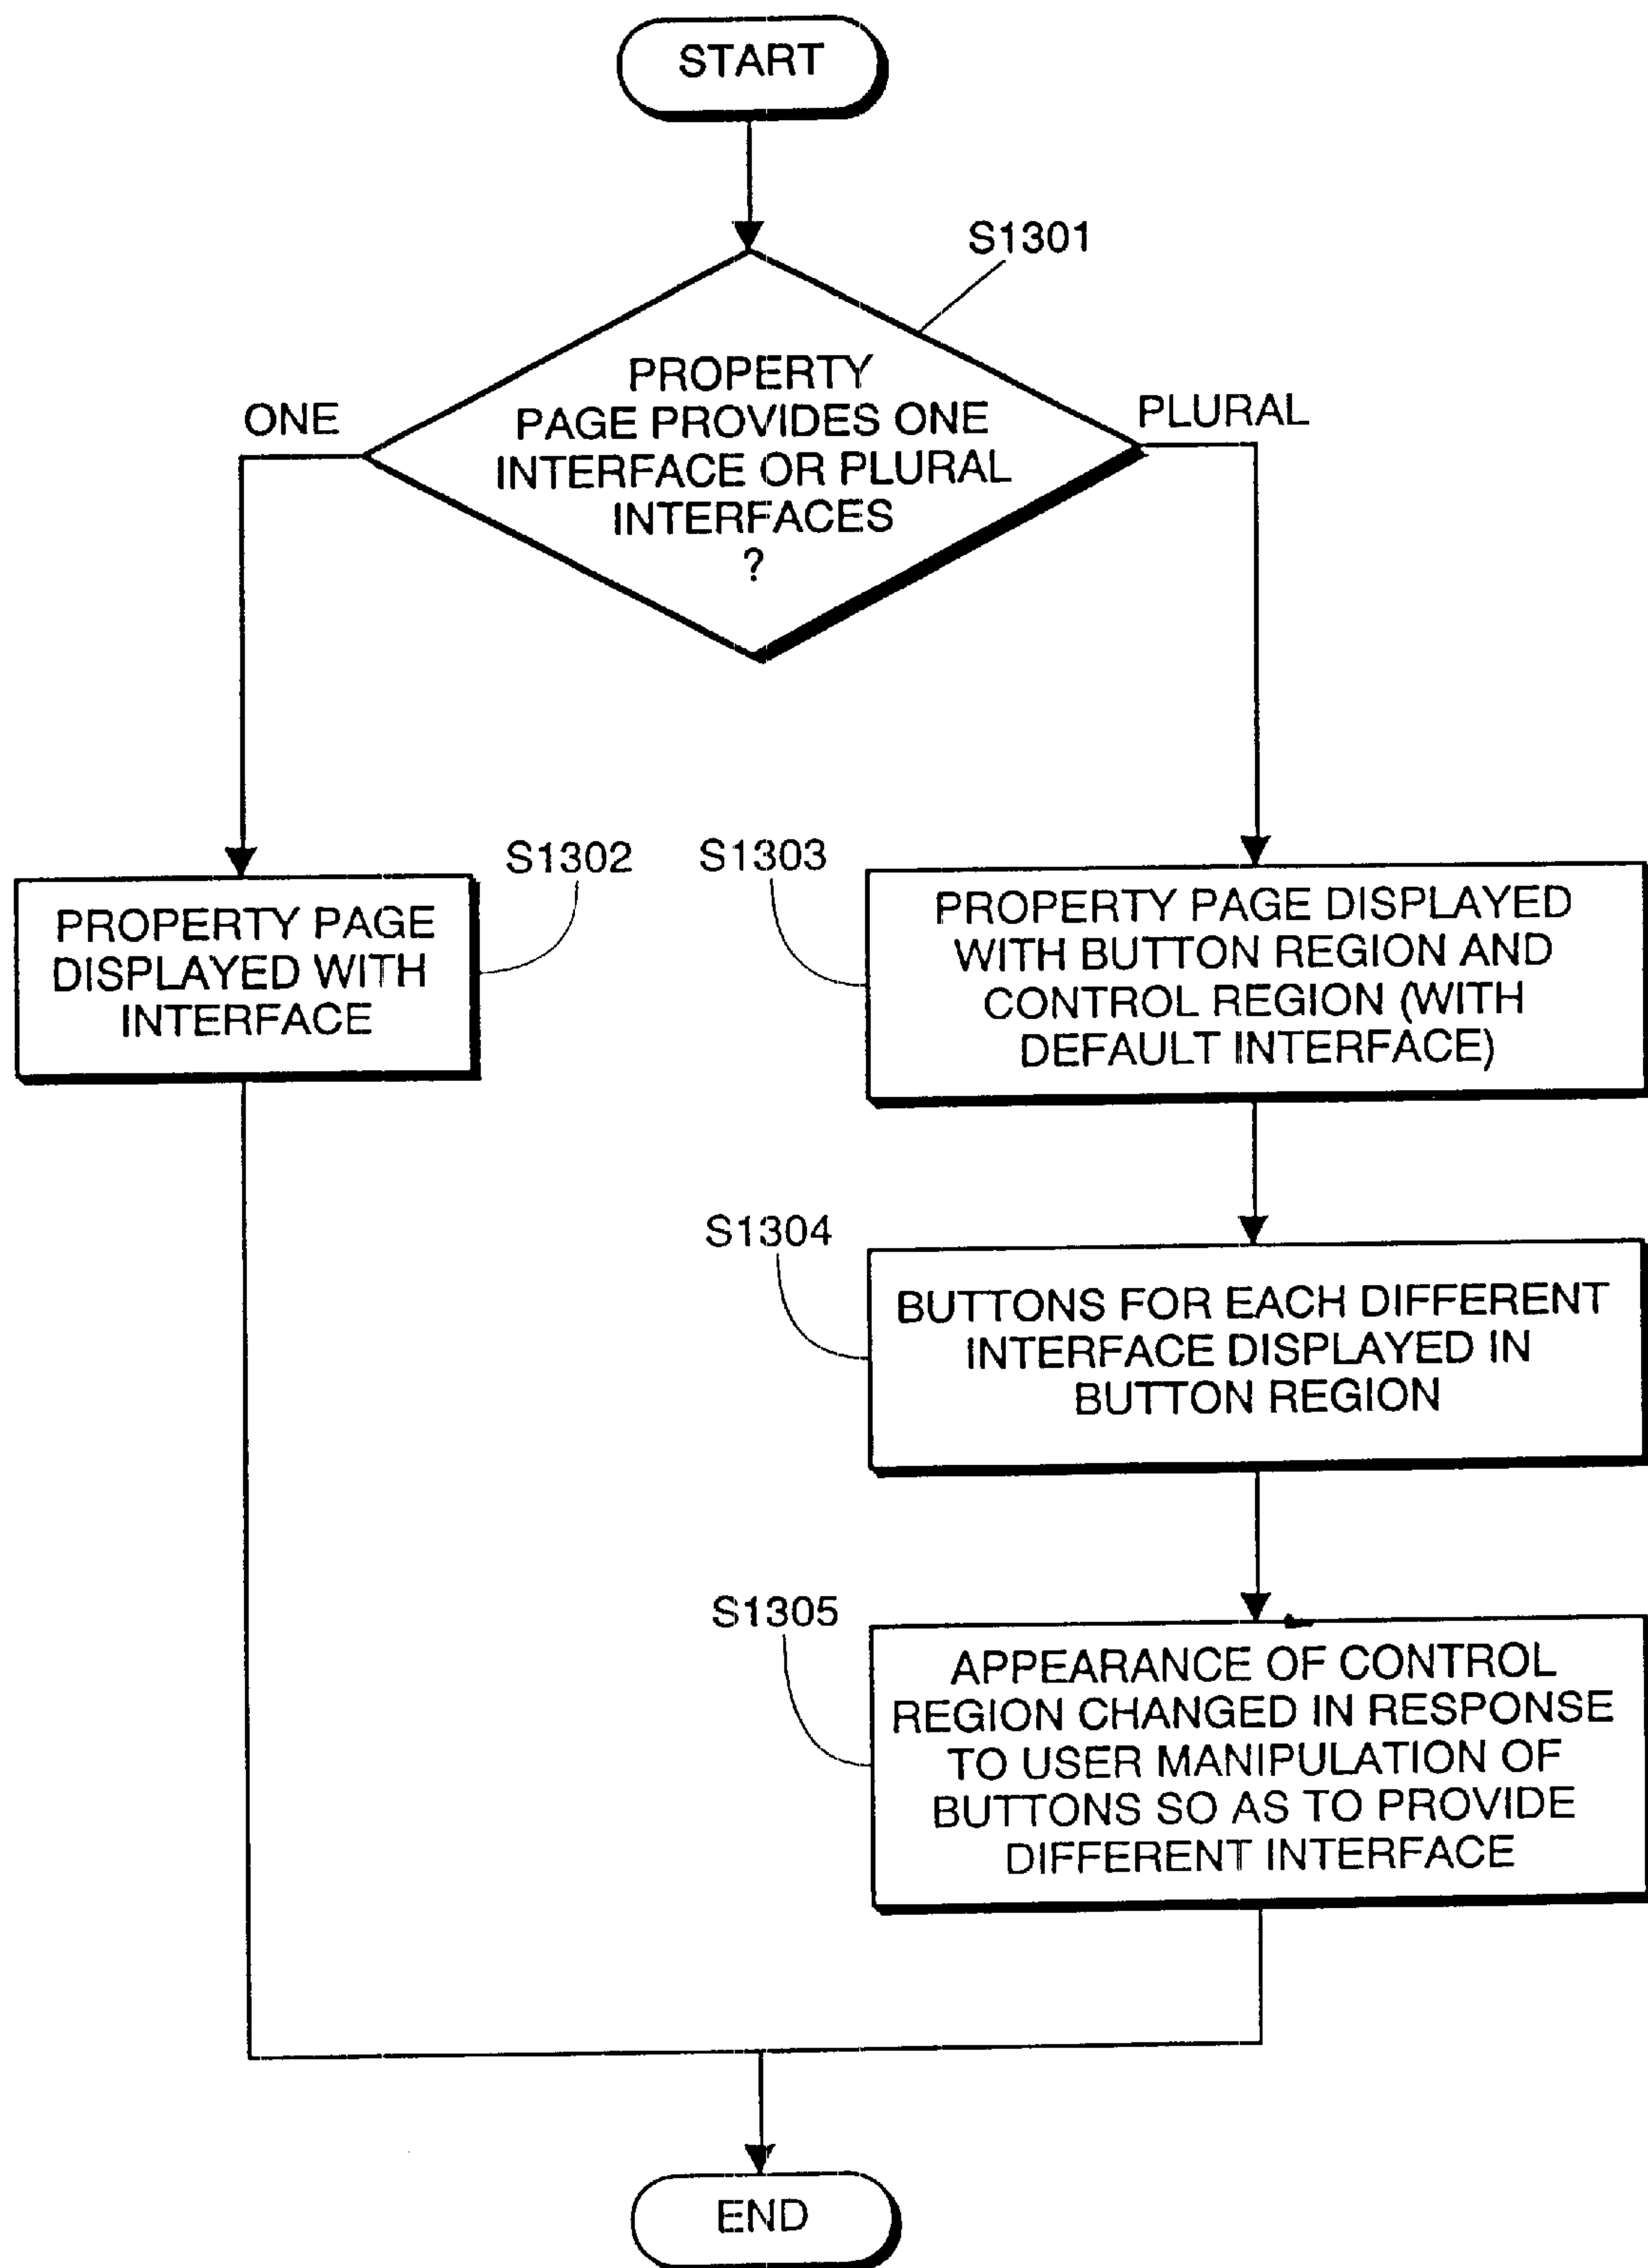 START
S1301
PROPERTY
PAGE PROVIDES ONE
INTERFACE OR PLURAL
INTERFACES
?
ONE
PLURAL
S1302
PROPERTY PAGE
DISPLAYED WITH
INTERFACE
S1303
PROPERTY PAGE DISPLAYED
WITH BUTTON REGION AND
CONTROL REGION (WITH
DEFAULT INTERFACE)
S1304
BUTTONS FOR EACH DIFFERENT
INTERFACE DISPLAYED IN
BUTTON REGION
S1305
APPEARANCE OF CONTROL
REGION CHANGED IN RESPONSE
TO USER MANIPULATION OF
BUTTONS SO AS TO PROVIDE
DIFFERENT INTERFACE
END